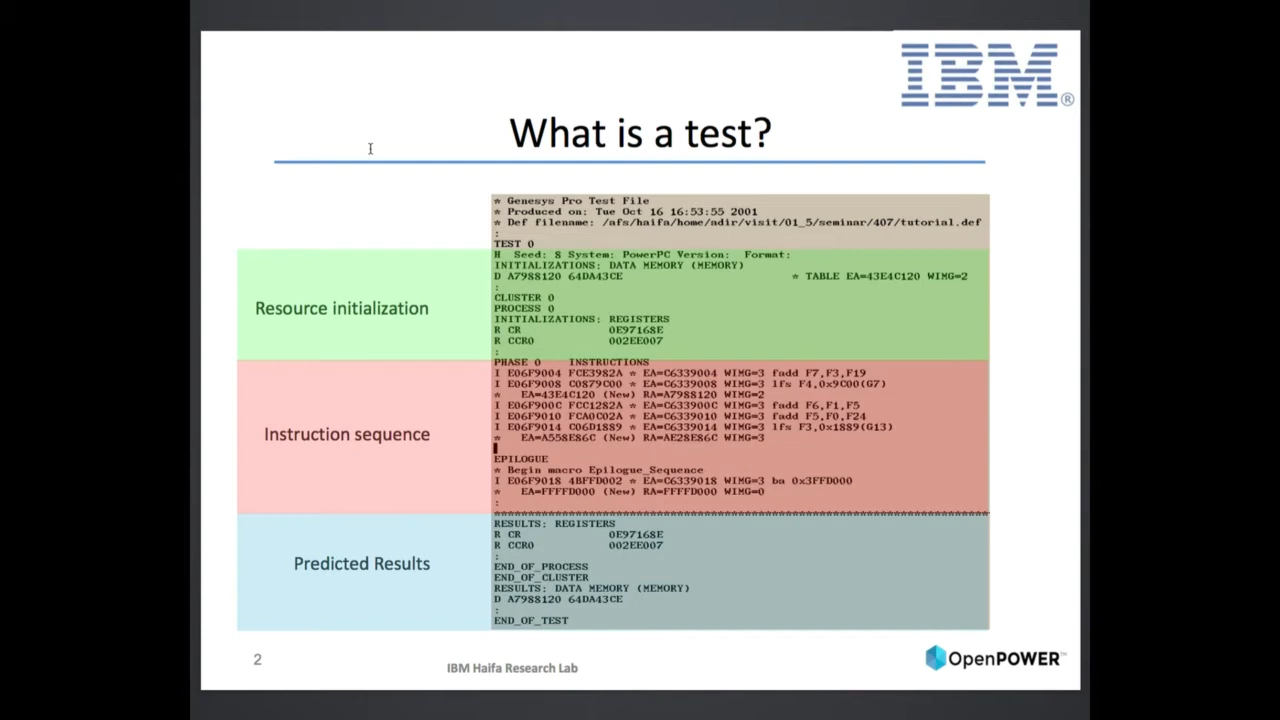 IBM®
What is a test?
* Genesys Pro Test File
* Produced on: Tue Oct 16 16:53:55 2001
* Def filename: /afs/haifa/home/adir/visit/01_5/seminar/407/tutorial.def
:
TEST 0
Resource initialization
H Seed: 8 System: PowerPC Version: Format:
INITIALIZATIONS: DATA MEMORY (MEMORY)
D A7988120 64DA43CE * TABLE EA=43E4C120 WIMG=2
:
CLUSTER 0
PROCESS 0
INITIALIZATIONS: REGISTERS
R CR 0E97168E
R CCR0 002EE007
:
Instruction sequence
PHASE 0 INSTRUCTIONS
I E06F9004 FCE3982A * EA=C6339004 WIMG=3 fadd F7,F3,F19
I E06F9008 C0879C00 * EA=C6339008 WIMG=3 lfs F4,0x9C00(G7)
* EA=43E4C120 (New) RA=A7988120 WIMG=2
I E06F900C FCC1282A * EA=C633900C WIMG=3 fadd F6,F1,F5
I E06F9010 FCA0C02A * EA=C6339010 WIMG=3 fadd F5,F0,F24
I E06F9014 C06D1889 * EA=C6339014 WIMG=3 lfs F3,0x1889(G13)
* EA=A558E86C (New) RA=AE28E86C WIMG=3
EPILOGUE
* Begin macro Epilogue_Sequence
I E06F9018 4BFFD002 * EA=C6339018 WIMG=3 ba 0x3FFD000
* EA=FFFFD000 (New) RA=FFFFD000 WIMG=0
:
Predicted Results
RESULTS: REGISTERS
R CR 0E97168E
R CCR0 002EE007
:
END_OF_PROCESS
END_OF_CLUSTER
RESULTS: DATA MEMORY (MEMORY)
D A7988120 64DA43CE
:
END_OF_TEST
2
IBM Haifa Research Lab
OpenPOWER™